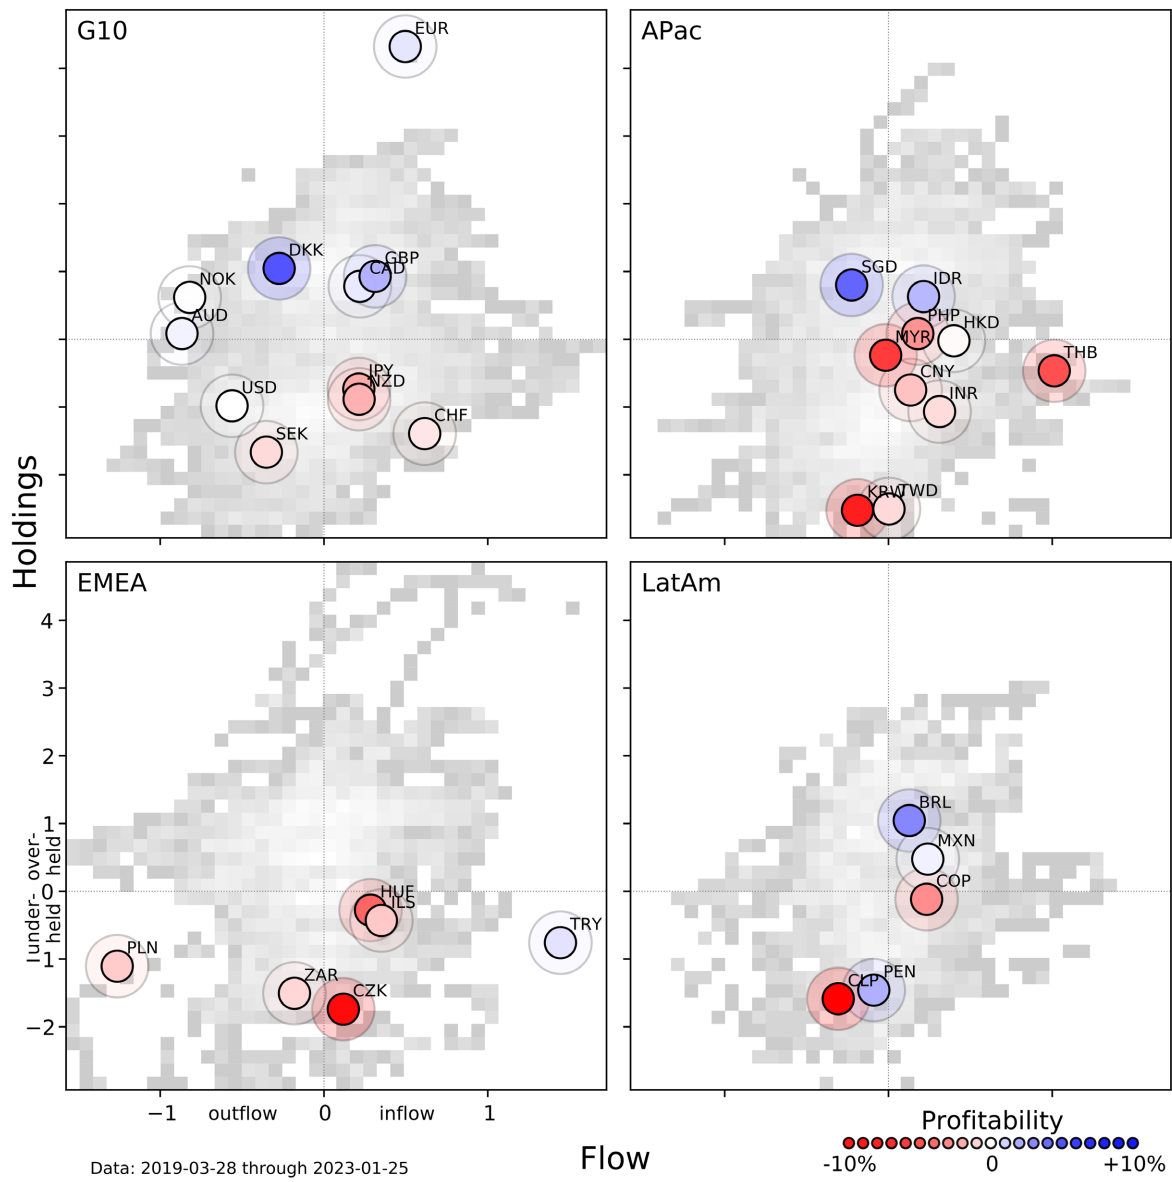 G10
EUR
DKK
GBP
CAD
NOK
AUD
JPY
NZD
USD
CHF
SEK
APac
SGD
IDR
PHP
HKD
MYR
THB
CNY
INR
KRW
TWD
Holdings
EMEA
4
3
2
1
0
−1
−2
over-
held
under-
held
HUF
ILS
TRY
PLN
ZAR
CZK
−1
outflow
0
inflow
1
LatAm
BRL
MXN
COP
PEN
CLP
Flow
Profitability
-10%
0
+10%
Data: 2019-03-28 through 2023-01-25